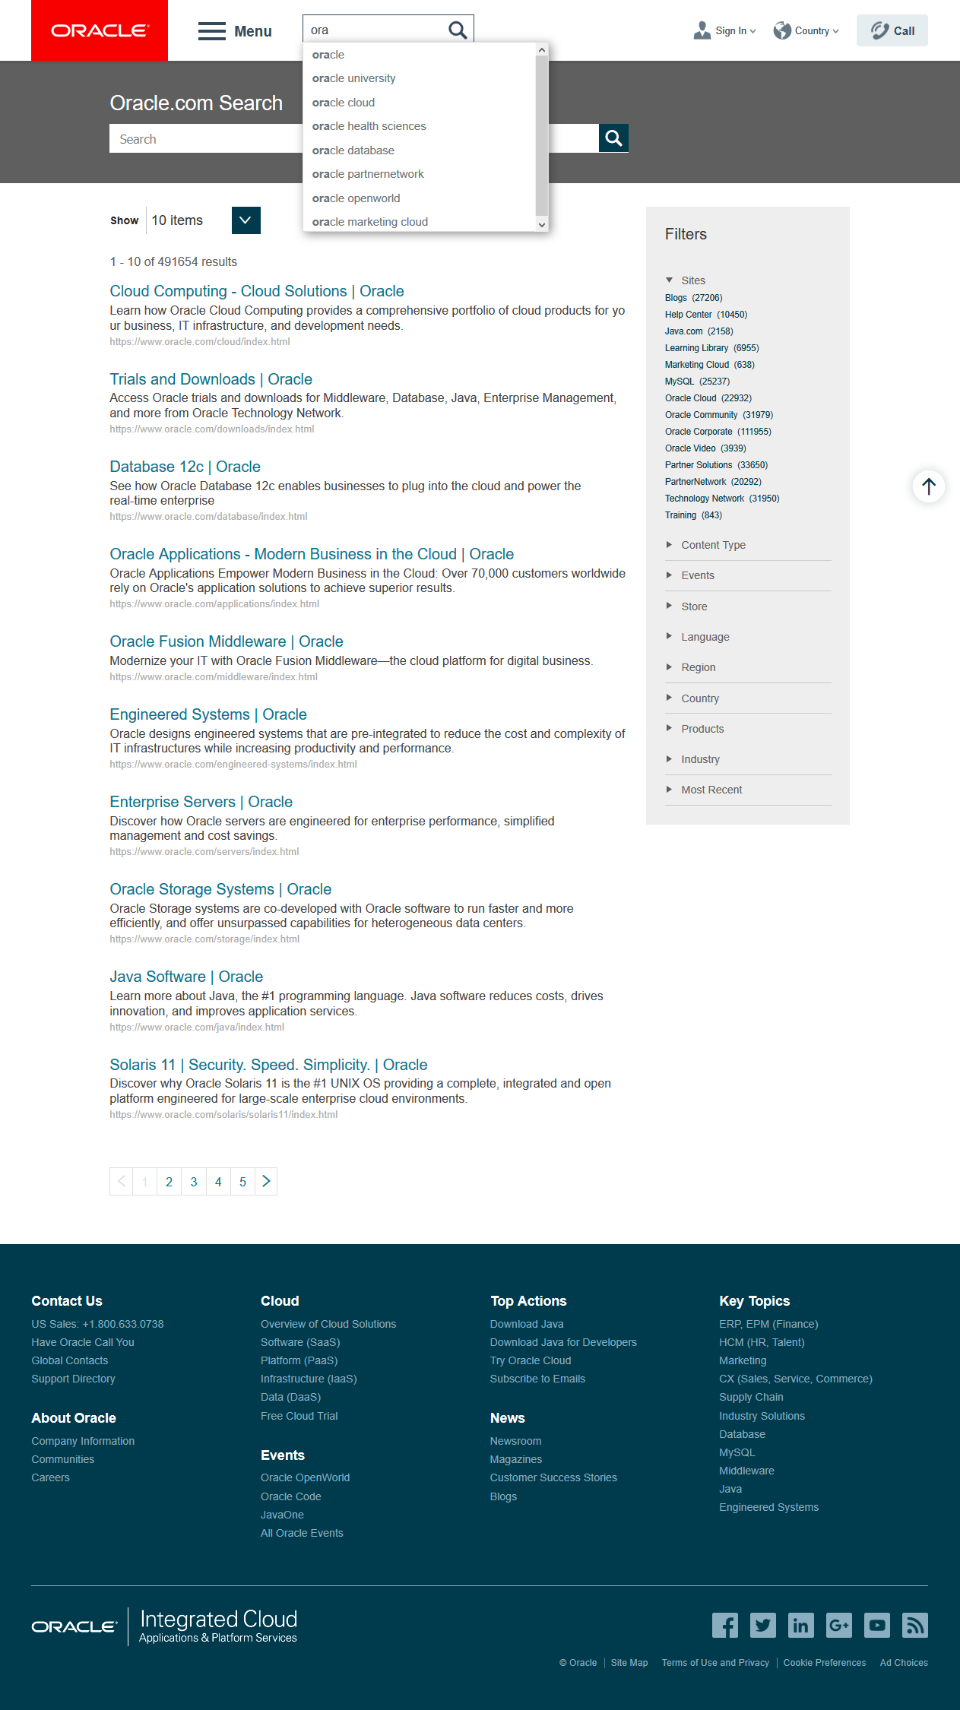 ORACLE
Menu
ora
Sign In
Country
Call
oracle
oracle university
oracle cloud
oracle health sciences
oracle database
oracle partnernetwork
oracle openworld
oracle marketing cloud
Oracle.com Search
Search
Show
10 items
1 - 10 of 491654 results
Cloud Computing - Cloud Solutions | Oracle
Learn how Oracle Cloud Computing provides a comprehensive portfolio of cloud products for yo
ur business, IT infrastructure, and development needs.
https://www.oracle.com/cloud/index.html
Trials and Downloads | Oracle
Access Oracle trials and downloads for Middleware, Database, Java, Enterprise Management,
and more from Oracle Technology Network.
https://www.oracle.com/downloads/index.html
Database 12c | Oracle
See how Oracle Database 12c enables businesses to plug into the cloud and power the
real-time enterprise
https://www.oracle.com/database/index.html
Oracle Applications - Modern Business in the Cloud | Oracle
Oracle Applications Empower Modern Business in the Cloud: Over 70,000 customers worldwide
rely on Oracle's application solutions to achieve superior results.
https://www.oracle.com/applications/index.html
Oracle Fusion Middleware | Oracle
Modernize your IT with Oracle Fusion Middleware—the cloud platform for digital business.
https://www.oracle.com/middleware/index.html
Engineered Systems | Oracle
Oracle designs engineered systems that are pre-integrated to reduce the cost and complexity of
IT infrastructures while increasing productivity and performance.
https://www.oracle.com/engineered-systems/index.html
Enterprise Servers | Oracle
Discover how Oracle servers are engineered for enterprise performance, simplified
management and cost savings.
https://www.oracle.com/servers/index.html
Oracle Storage Systems | Oracle
Oracle Storage systems are co-developed with Oracle software to run faster and more
efficiently, and offer unsurpassed capabilities for heterogeneous data centers.
https://www.oracle.com/storage/index.html
Java Software | Oracle
Learn more about Java, the #1 programming language. Java software reduces costs, drives
innovation, and improves application services.
https://www.oracle.com/java/index.html
Solaris 11 | Security. Speed. Simplicity. | Oracle
Discover why Oracle Solaris 11 is the #1 UNIX OS providing a complete, integrated and open
platform engineered for large-scale enterprise cloud environments.
https://www.oracle.com/solaris/solaris11/index.html
1 2 3 4 5
Filters
Sites
Blogs (27206)
Help Center (10450)
Java.com (2158)
Learning Library (6955)
Marketing Cloud (638)
MySQL (25237)
Oracle Cloud (22932)
Oracle Community (31979)
Oracle Corporate (111955)
Oracle Video (3939)
Partner Solutions (33650)
PartnerNetwork (20292)
Technology Network (31950)
Training (843)
Content Type
Events
Store
Language
Region
Country
Products
Industry
Most Recent
Contact Us
US Sales: +1.800.633.0738
Have Oracle Call You
Global Contacts
Support Directory
About Oracle
Company Information
Communities
Careers
Cloud
Overview of Cloud Solutions
Software (SaaS)
Platform (PaaS)
Infrastructure (IaaS)
Data (DaaS)
Free Cloud Trial
Events
Oracle OpenWorld
Oracle Code
JavaOne
All Oracle Events
Top Actions
Download Java
Download Java for Developers
Try Oracle Cloud
Subscribe to Emails
News
Newsroom
Magazines
Customer Success Stories
Blogs
Key Topics
ERP, EPM (Finance)
HCM (HR, Talent)
Marketing
CX (Sales, Service, Commerce)
Supply Chain
Industry Solutions
Database
MySQL
Middleware
Java
Engineered Systems
ORACLE
Integrated Cloud
Applications & Platform Services
© Oracle | Site Map Terms of Use and Privacy | Cookie Preferences Ad Choices